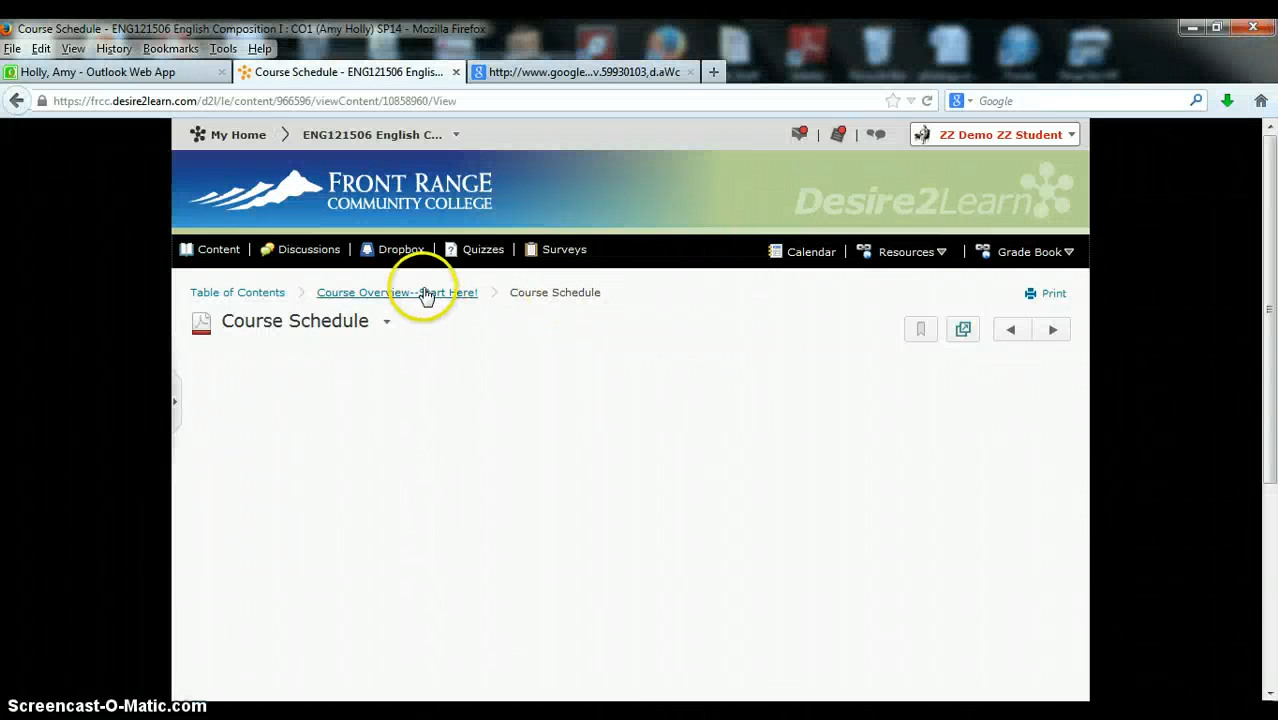 Course Schedule - ENG121506 English Composition I : CO1 (Amy Holly) SP14 - Mozilla Firefox
File Edit View History Bookmarks Tools Help
Holly, Amy - Outlook Web App
Course Schedule - ENG121506 Englis...
http://www.google...v.59930103,d.aWc
https://frcc.desire2learn.com/d2l/le/content/966596/viewContent/10858960/View
Google
My Home
ENG121506 English C...
ZZ Demo ZZ Student
FRONT RANGE
COMMUNITY COLLEGE
Desire2Learn
Content | Discussions | Dropbox | Quizzes | Surveys
Calendar | Resources | Grade Book
Table of Contents
Course Overview--Start Here!
Course Schedule
Print
Course Schedule
Screencast-O-Matic.com